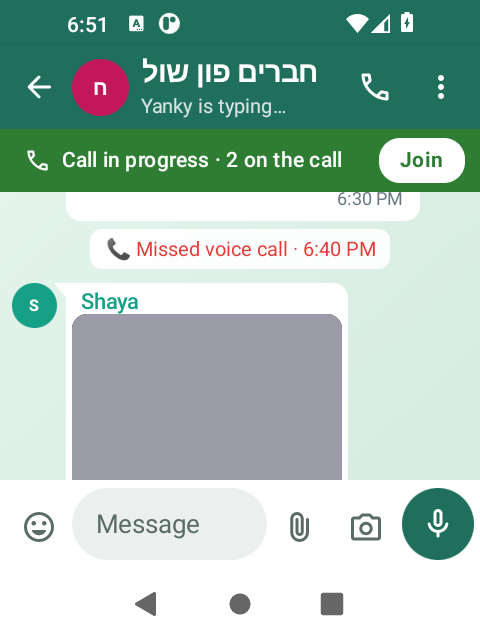 6:51
חברים פון שול
Yanky is typing…
Call in progress · 2 on the call
Join
6:30 PM
Missed voice call · 6:40 PM
S
Shaya
ח
Message